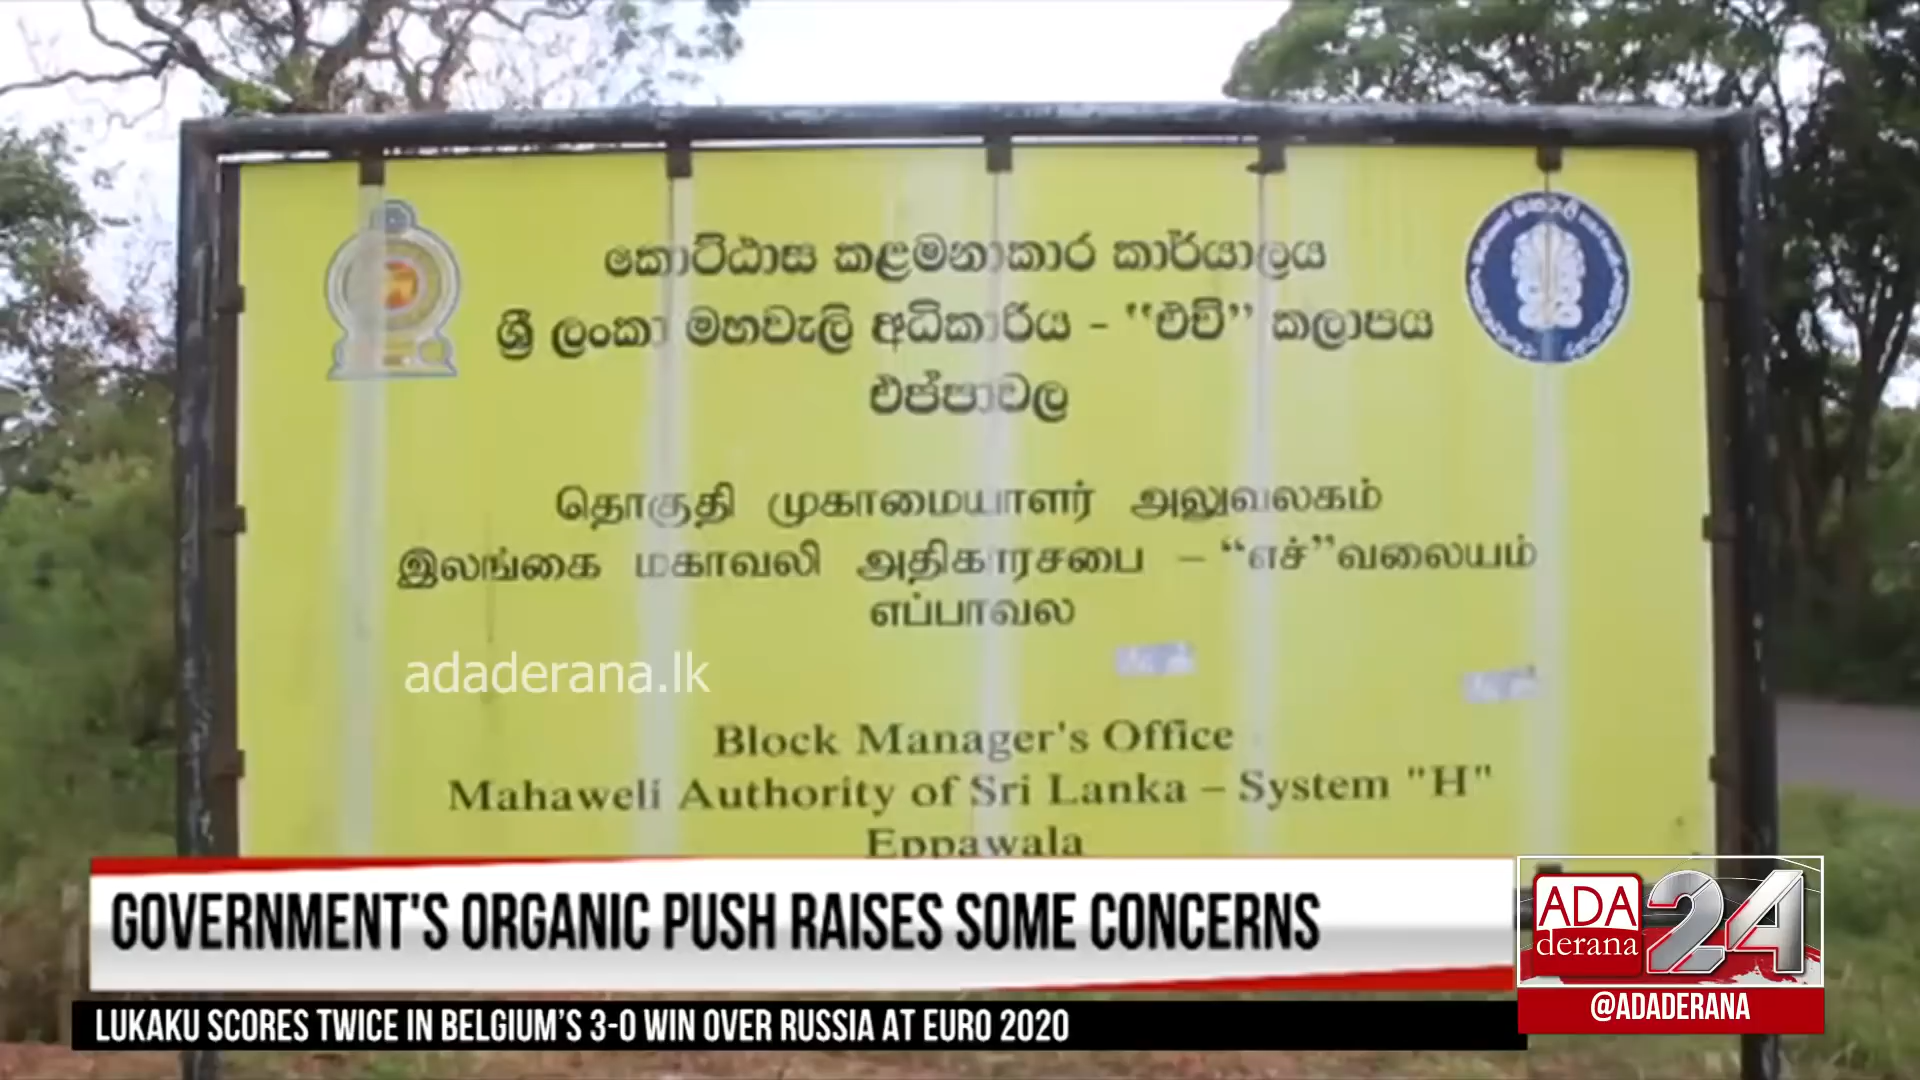 කොට්ඨාස කළමනාකාර කාර්යාලය
ශ්‍රී ලංකා මහවැලි අධිකාරිය - “එච්” කලාපය
එප්පාවල
தொகுதி முகாமையாளர் அலுவலகம்
இலங்கை மகாவலி அதிகாரசபை – “எச்”வலையம்
எப்பாவல
adaderana.lk
Block Manager's Office
Mahaweli Authority of Sri Lanka – System "H"
Eppawala
GOVERNMENT'S ORGANIC PUSH RAISES SOME CONCERNS
ADA
derana
24
@ADADERANA
LUKAKU SCORES TWICE IN BELGIUM’S 3-0 WIN OVER RUSSIA AT EURO 2020